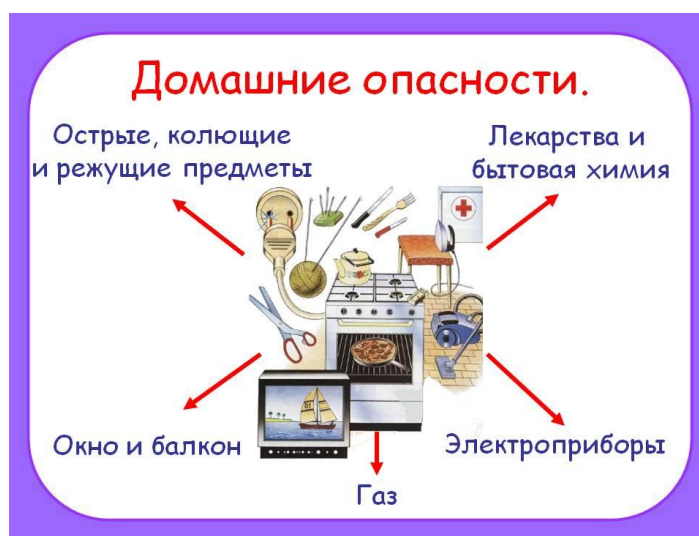 Домашние опасности.
Острые, колющие
и режущие предметы
Лекарства и
бытовая химия
Окно и балкон
Электроприборы
Газ